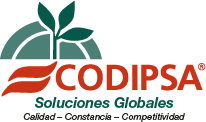 CODIPSA®
Soluciones Globales
Calidad – Constancia – Competitividad